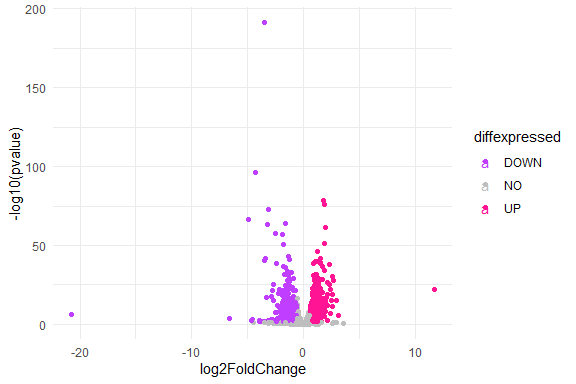 200
150
100
50
0
-log10(pvalue)
-20
-10
0
10
log2FoldChange
diffexpressed
a DOWN
a NO
a UP